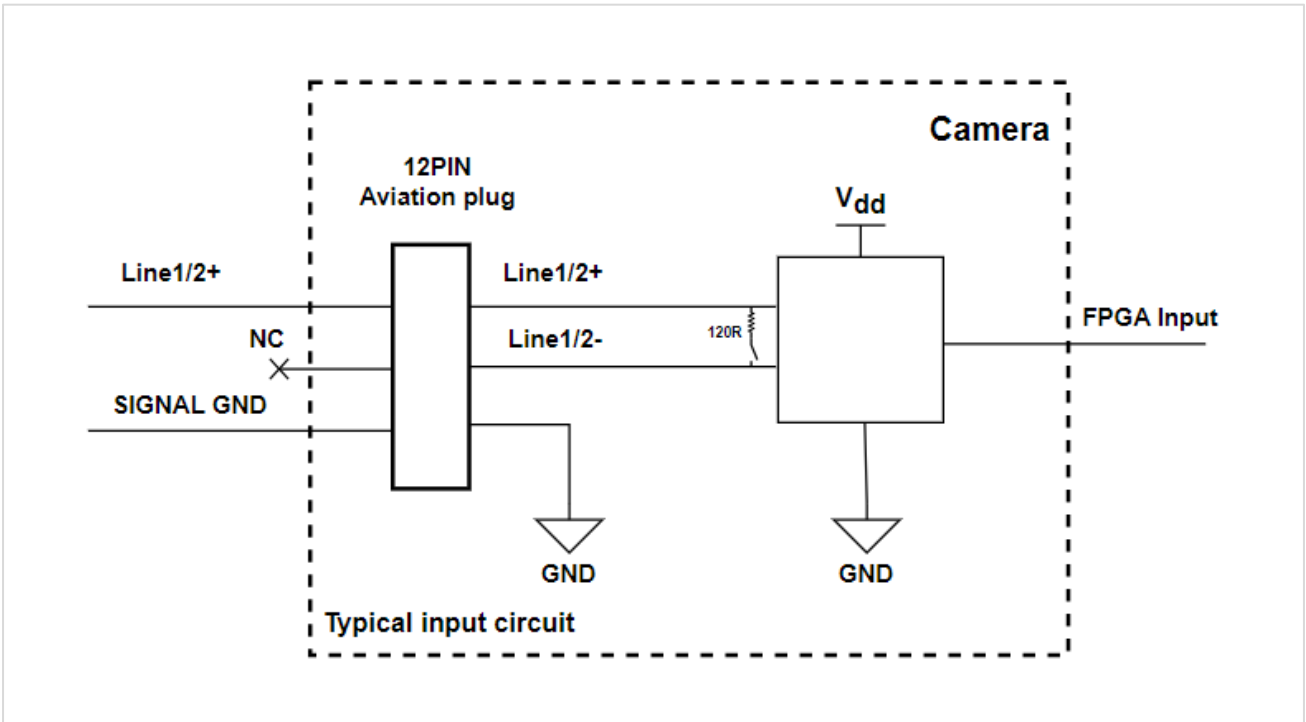 Camera
12PIN
Aviation plug
Vdd
Line1/2+
Line1/2+
FPGA Input
NC
Line1/2-
120R
SIGNAL GND
GND
GND
Typical input circuit